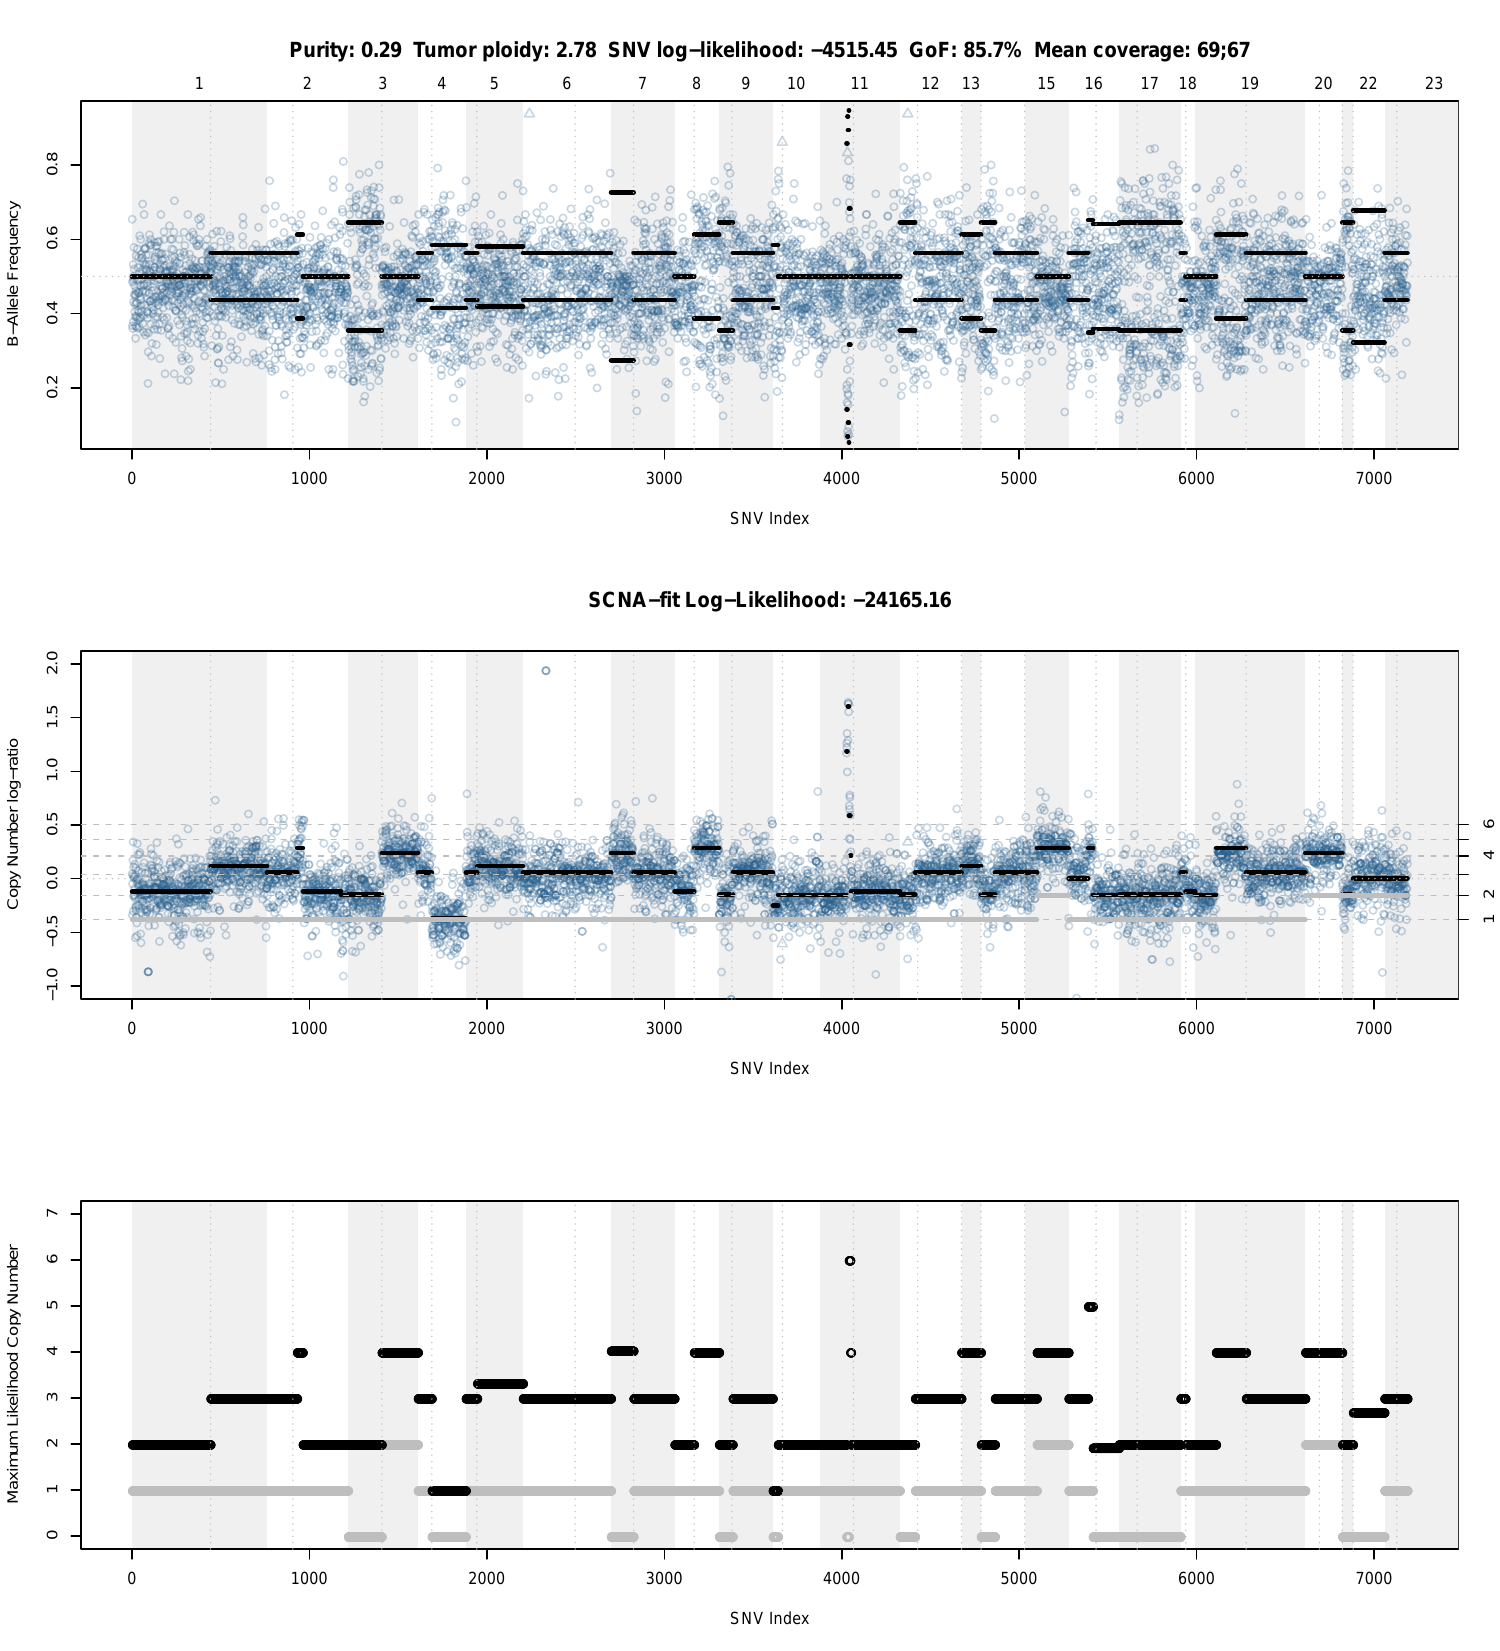 Purity: 0.29 Tumor ploidy: 2.78 SNV log−likelihood: −4515.45 GoF: 85.7% Mean coverage: 69;67
1 2 3 4 5 6 7 8 9 10 11 12 13 15 16 17 18 19 20 22 23
B−Allele Frequency
0.8
0.6
0.4
0.2
0 1000 2000 3000 4000 5000 6000 7000
SNV Index
SCNA−fit Log−Likelihood: −24165.16
Copy Number log−ratio
2.0
1.5
1.0
0.5
0.0
−0.5
−1.0
6
4
2
1
0 1000 2000 3000 4000 5000 6000 7000
SNV Index
Maximum Likelihood Copy Number
7
6
5
4
3
2
1
0
0 1000 2000 3000 4000 5000 6000 7000
SNV Index